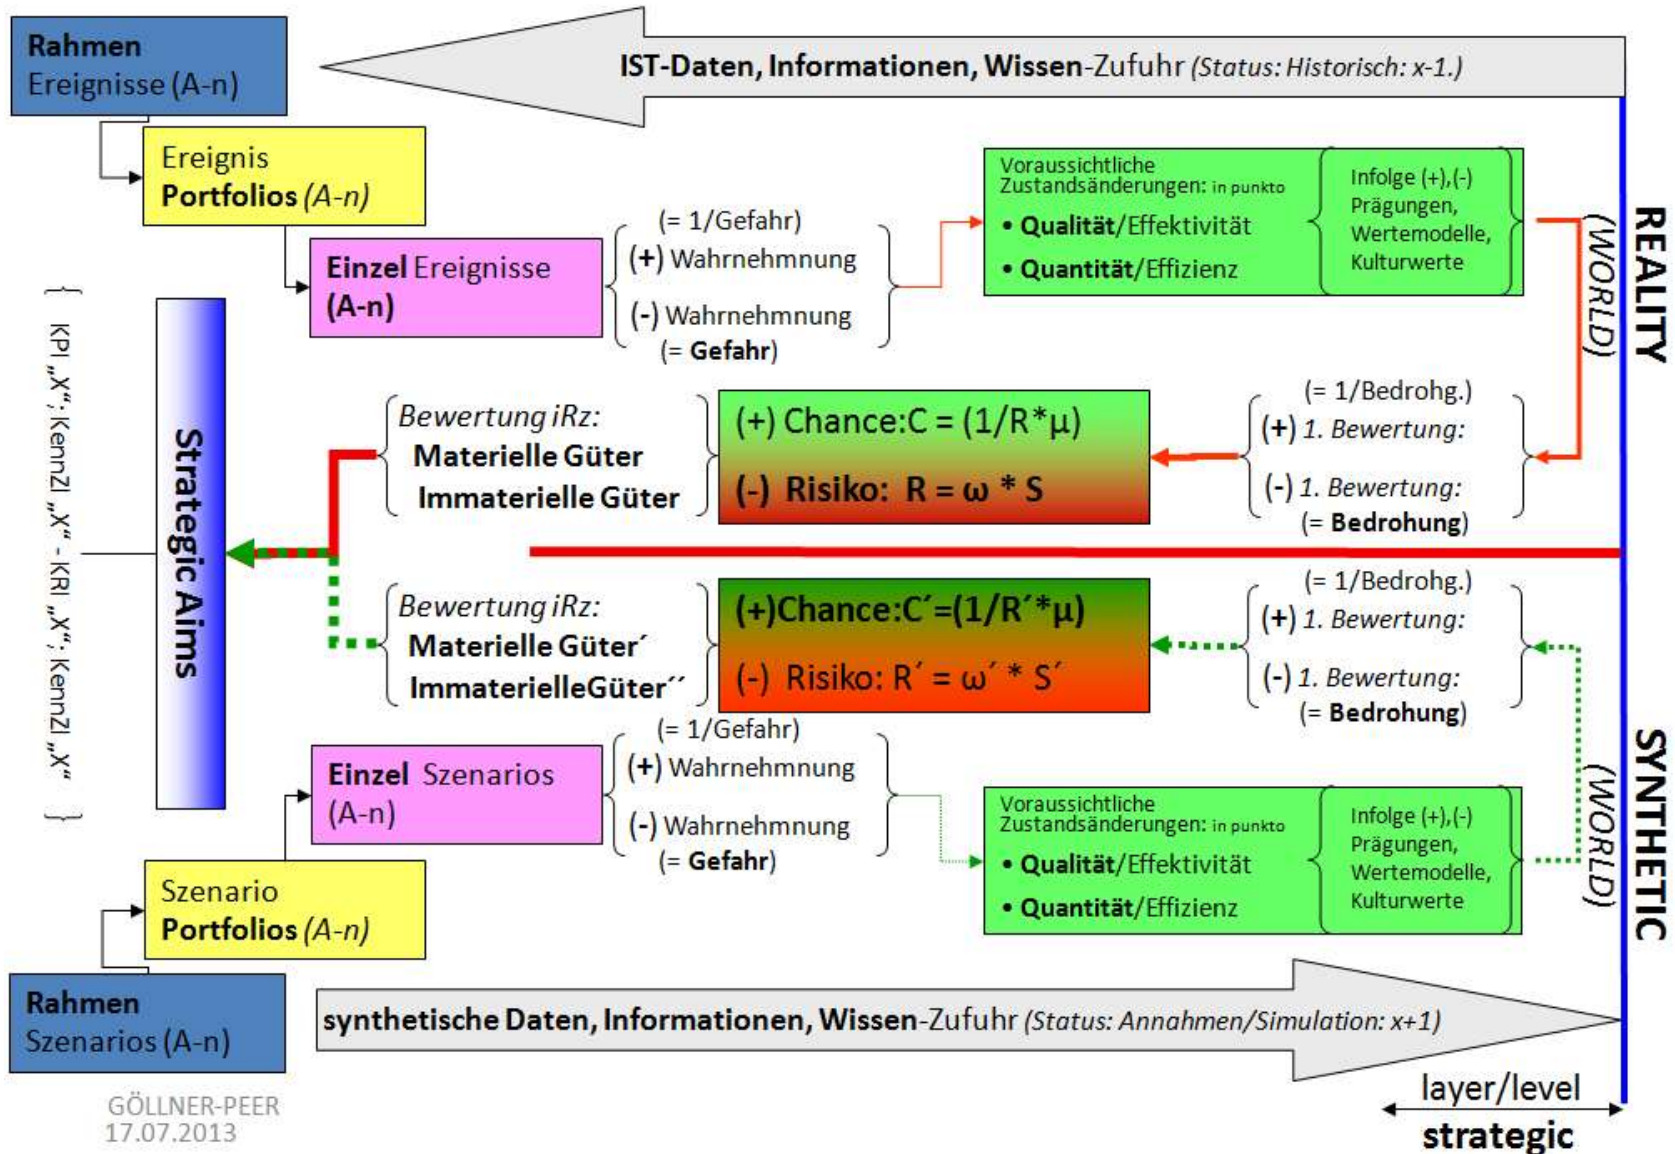 Rahmen
Ereignisse (A-n)
IST-Daten, Informationen, Wissen-Zufuhr (Status: Historisch: x-1.)
Ereignis
Portfolios (A-n)
Einzel Ereignisse
(A-n)
(= 1/Gefahr)
(+) Wahrnehmnung
(-) Wahrnehmnung
(= Gefahr)
Voraussichtliche
Zustandsänderungen: in punkto
• Qualität/Effektivität
• Quantität/Effizienz
Infolge (+),(-)
Prägungen,
Wertemodelle,
Kulturwerte
REALITY
(WORLD)
(= 1/Bedrohg.)
(+) 1. Bewertung:
(-) 1. Bewertung:
(= Bedrohung)
(+) Chance:C = (1/R*μ)
(-) Risiko: R = ω * S
Bewertung iRz:
Materielle Güter
Immaterielle Güter
Strategic Aims
KPI „X“; KennZl „X“ - KRI „X“; KennZl „X“
Bewertung iRz:
Materielle Güter´
ImmaterielleGüter´´
(+)Chance:C´=(1/R´*μ)
(-) Risiko: R´ = ω´ * S´
(= 1/Bedrohg.)
(+) 1. Bewertung:
(-) 1. Bewertung:
(= Bedrohung)
Einzel Szenarios
(A-n)
(= 1/Gefahr)
(+) Wahrnehmnung
(-) Wahrnehmnung
(= Gefahr)
Voraussichtliche
Zustandsänderungen: in punkto
• Qualität/Effektivität
• Quantität/Effizienz
Infolge (+),(-)
Prägungen,
Wertemodelle,
Kulturwerte
SYNTHETIC
(WORLD)
Szenario
Portfolios (A-n)
Rahmen
Szenarios (A-n)
synthetische Daten, Informationen, Wissen-Zufuhr (Status: Annahmen/Simulation: x+1)
GÖLLNER-PEER
17.07.2013
layer/level
strategic